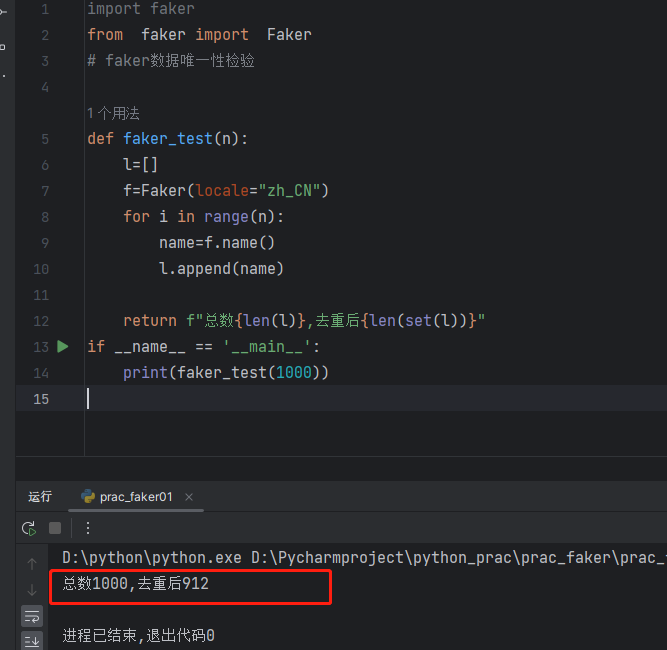 1 import faker
2 from faker import Faker
3 # faker数据唯一性检验
4
1 个用法
5 def faker_test(n):
6 l=[]
7 f=Faker(locale="zh_CN")
8 for i in range(n):
9 name=f.name()
10 l.append(name)
11
12 return f"总数{len(l)},去重后{len(set(l))}"
13 if __name__ == '__main__':
14 print(faker_test(1000))
15
运行 prac_faker01 ×
D:\python\python.exe D:\Pycharmproject\python_prac\prac_faker\prac_
总数1000,去重后912
进程已结束,退出代码0